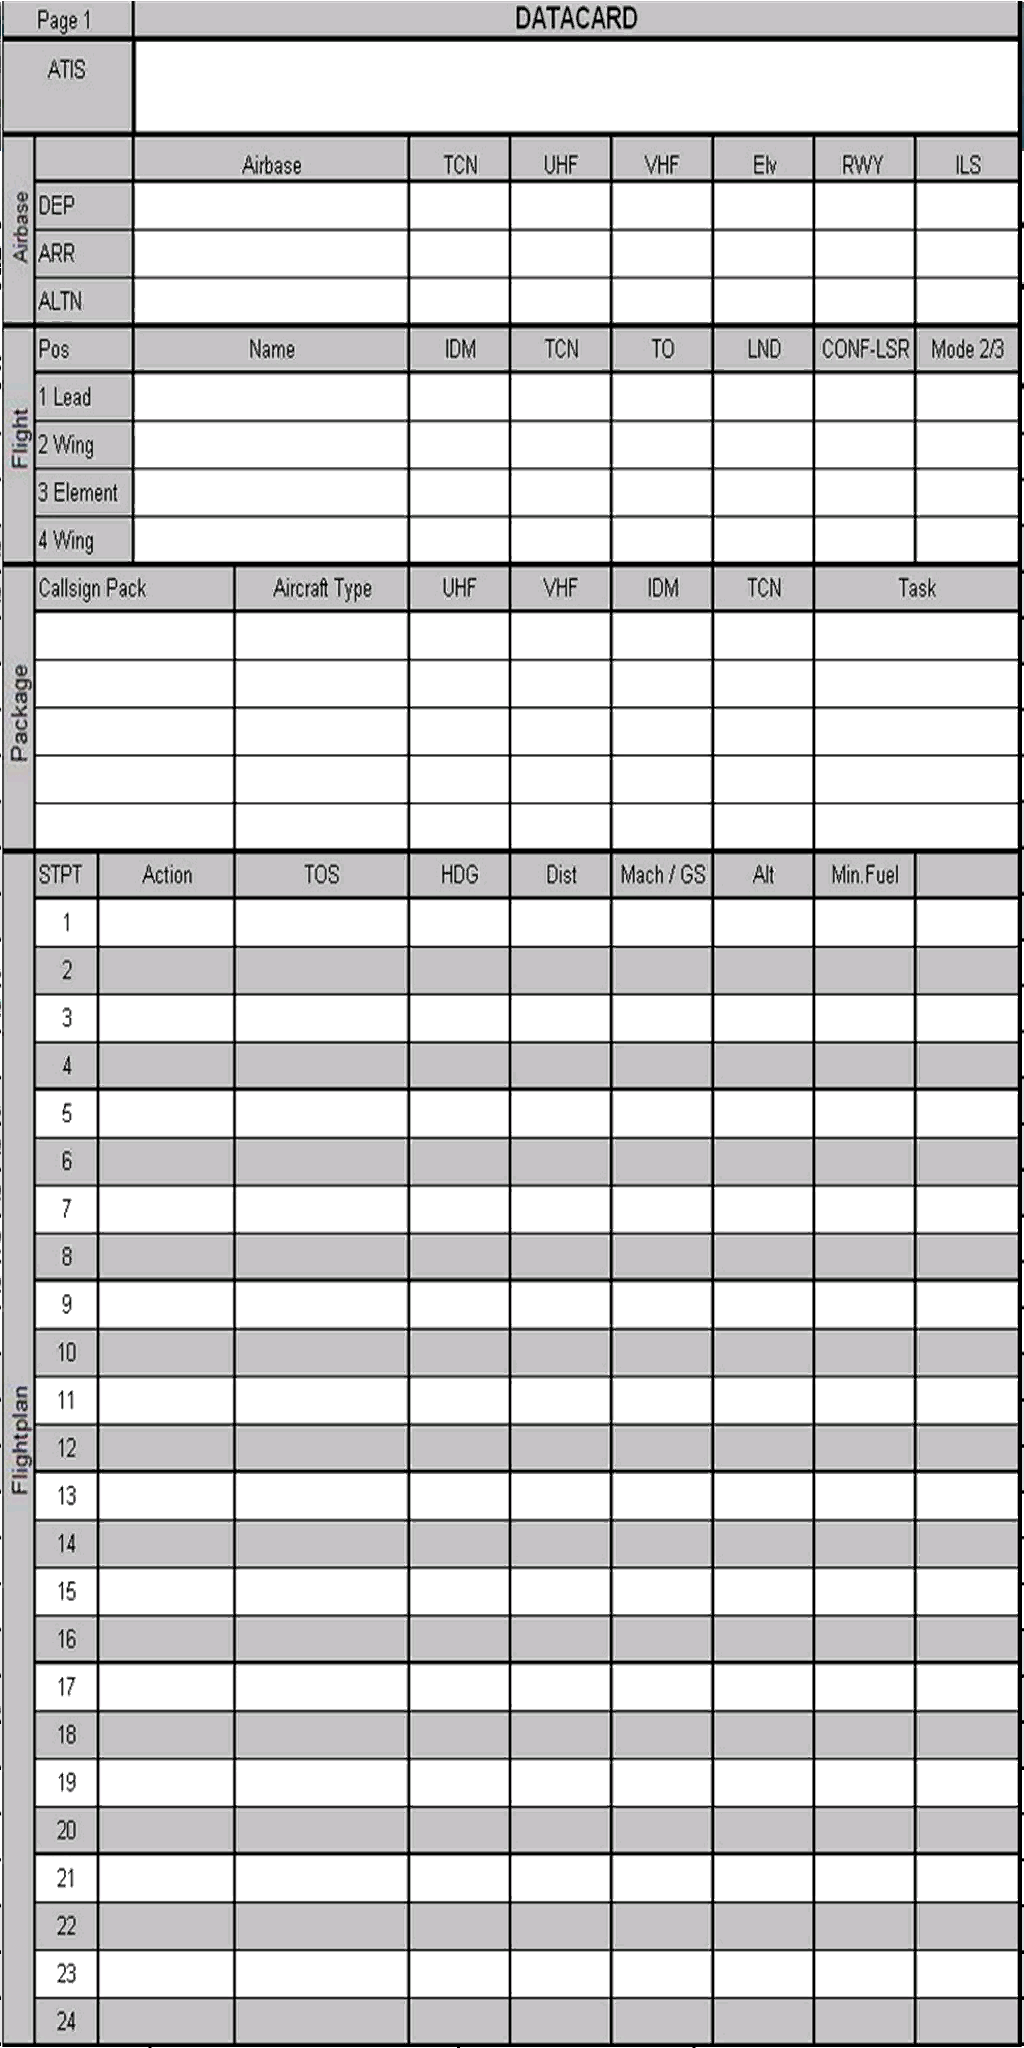 Page 1 DATACARD
ATIS
Airbase
Airbase TCN UHF VHF Elv RWY ILS
DEP
ARR
ALTN
Flight
Pos Name IDM TCN TO LND CONF-LSR Mode 2/3
1 Lead
2 Wing
3 Element
4 Wing
Package
Callsign Pack Aircraft Type UHF VHF IDM TCN Task
Flightplan
STPT Action TOS HDG Dist Mach / GS Alt Min.Fuel
1
2
3
4
5
6
7
8
9
10
11
12
13
14
15
16
17
18
19
20
21
22
23
24